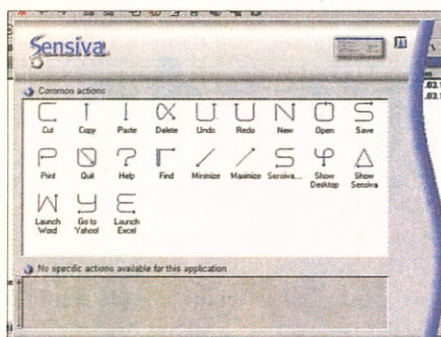 Sensiva
Common actions
Cut Copy Paste Delete Undo Redo New Open Save
Print Quit Help Find Minimize Maximize Sensiva... Show Desktop Show Sensiva
Launch Word Go to Yahoo! Launch Excel
No specific actions available for this application